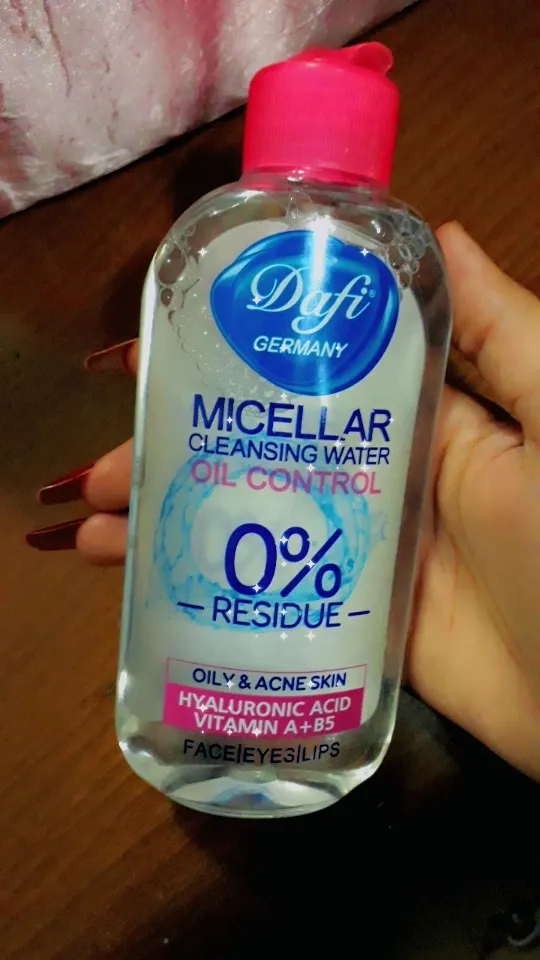 Dafi®
GERMANY
MICELLAR
CLEANSING WATER
OIL CONTROL
0%
— RESIDUE —
OILY & ACNE SKIN
HYALURONIC ACID
VITAMIN A+B5
FACE|EYES|LIPS